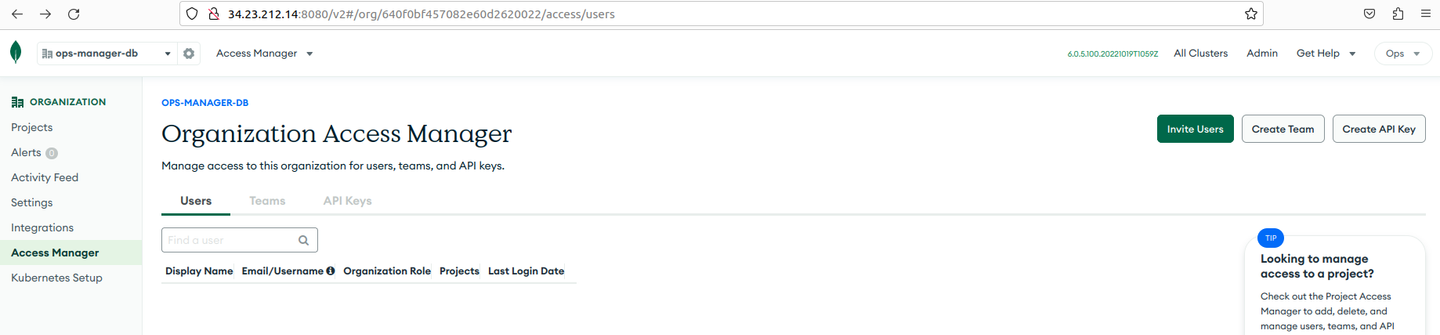 34.23.212.14:8080/v2#/org/640f0bf457082e60d2620022/access/users
ops-manager-db
Access Manager
6.0.5.100.20221019T1059Z
All Clusters
Admin
Get Help
Ops
ORGANIZATION
Projects
Alerts 0
Activity Feed
Settings
Integrations
Access Manager
Kubernetes Setup
OPS-MANAGER-DB
Organization Access Manager
Invite Users
Create Team
Create API Key
Manage access to this organization for users, teams, and API keys.
Users
Teams
API Keys
Find a user
Display Name Email/Username Organization Role Projects Last Login Date
TIP
Looking to manage
access to a project?
Check out the Project Access
Manager to add, delete, and
manage users, teams, and API